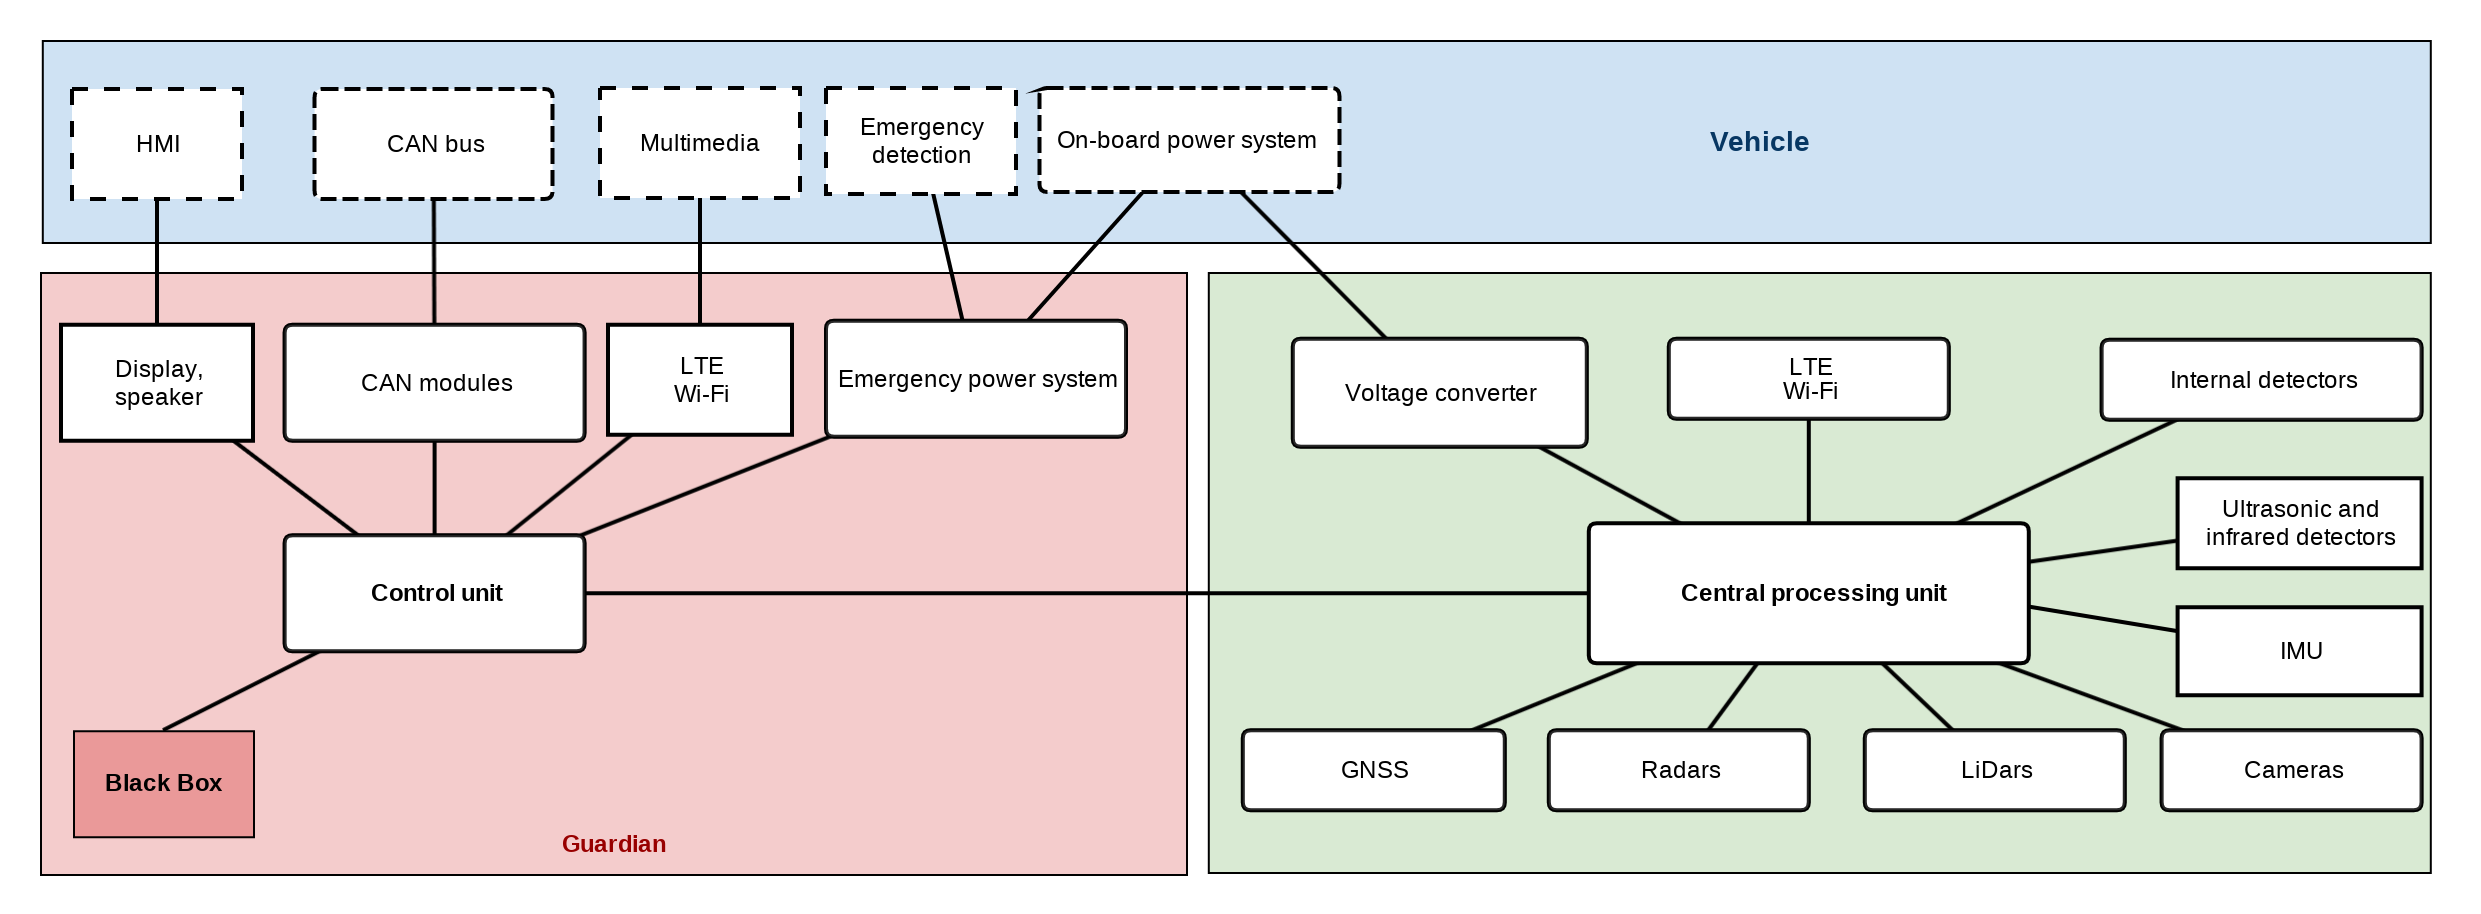 HMI
CAN bus
Multimedia
Emergency
detection
On-board power system
Vehicle
Display,
speaker
CAN modules
LTE
Wi-Fi
Emergency power system
Control unit
Black Box
Guardian
Voltage converter
LTE
Wi-Fi
Internal detectors
Ultrasonic and
infrared detectors
Central processing unit
IMU
GNSS
Radars
LiDars
Cameras